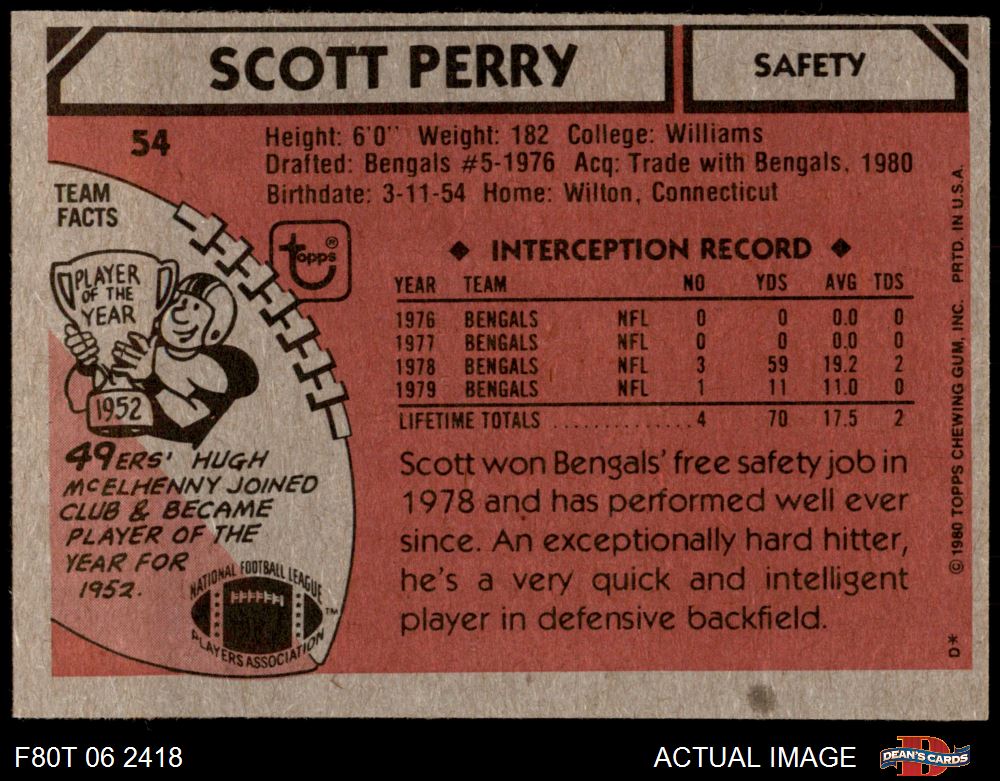 SCOTT PERRY
SAFETY
54
Height: 6'0" Weight: 182 College: Williams
Drafted: Bengals #5-1976 Acq: Trade with Bengals, 1980
Birthdate: 3-11-54 Home: Wilton, Connecticut
TEAM
FACTS
topps®
PLAYER
OF THE
YEAR
1952
49ERS' HUGH
McELHENNY JOINED
CLUB & BECAME
PLAYER OF THE
YEAR FOR
1952.
NATIONAL FOOTBALL LEAGUE
PLAYERS ASSOCIATION
™
◆ INTERCEPTION RECORD ◆
YEAR TEAM NO YDS AVG TDS
1976 BENGALS NFL 0 0 0.0 0
1977 BENGALS NFL 0 0 0.0 0
1978 BENGALS NFL 3 59 19.2 2
1979 BENGALS NFL 1 11 11.0 0
LIFETIME TOTALS . . . . . . . . . . . . . 4 70 17.5 2
Scott won Bengals' free safety job in
1978 and has performed well ever
since. An exceptionally hard hitter,
he's a very quick and intelligent
player in defensive backfield.
D* © 1980 TOPPS CHEWING GUM, INC. PRTD. IN U.S.A.
F80T 06 2418
ACTUAL IMAGE
D
DEAN'S CARDS